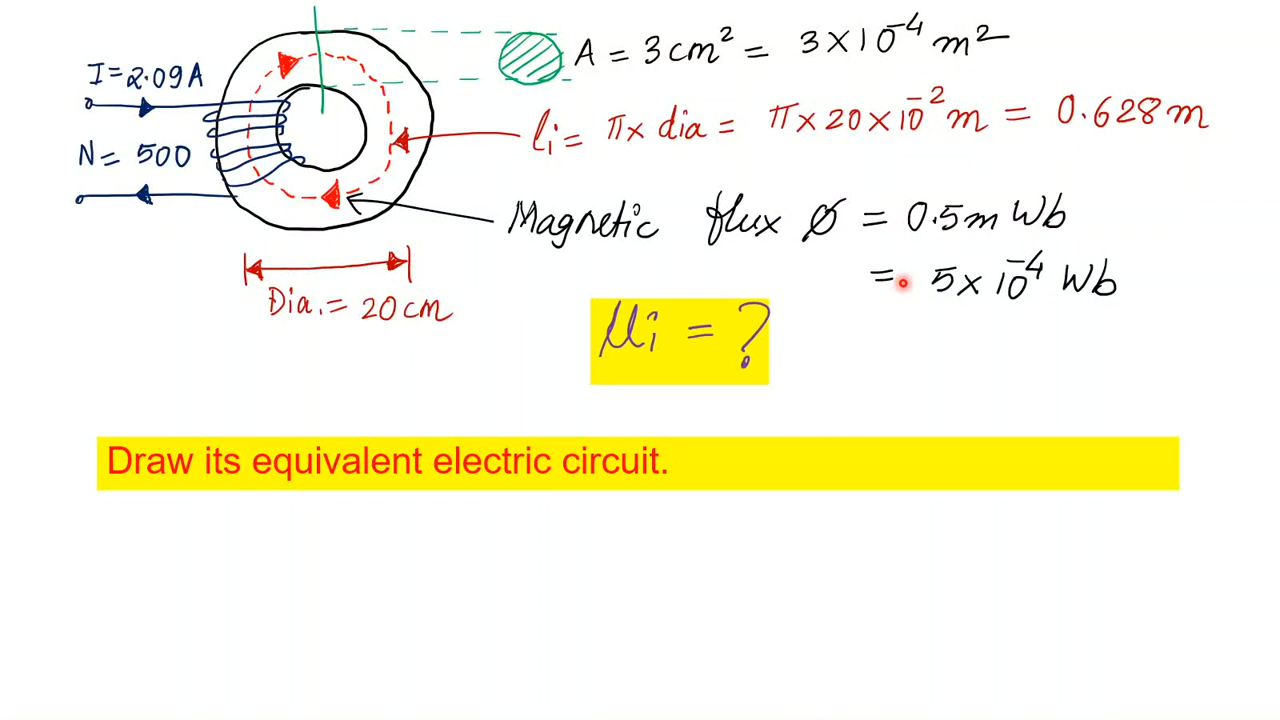 I = 2.09A
N = 500
A = 3 cm² = 3 × 10⁻⁴ m²
lᵢ = π × dia = π × 20 × 10⁻² m = 0.628 m
Magnetic flux ϕ = 0.5 m Wb
= 5 × 10⁻⁴ Wb
Dia. = 20 cm
μi = ?
Draw its equivalent electric circuit.